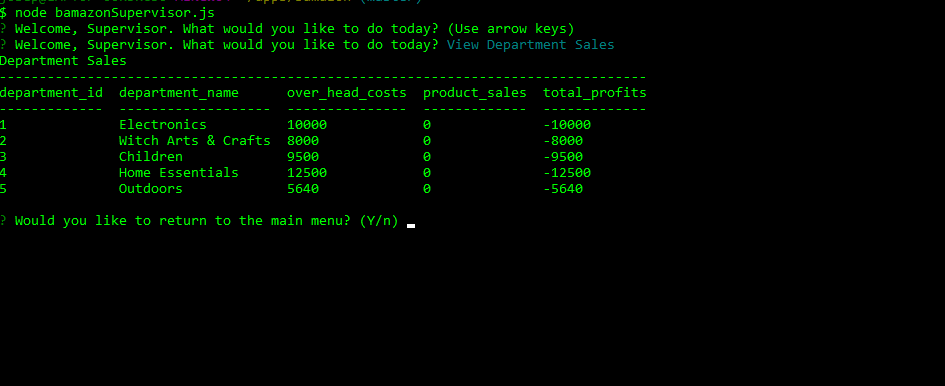 $ node bamazonSupervisor.js
? Welcome, Supervisor. What would you like to do today? (Use arrow keys)
? Welcome, Supervisor. What would you like to do today? View Department Sales
Department Sales
--------------------------------------------------------------------------------
department_id  department_name      over_head_costs  product_sales  total_profits
-------------  -------------------  ---------------  -------------  -------------
1              Electronics          10000            0              -10000
2              Witch Arts & Crafts  8000             0              -8000
3              Children             9500             0              -9500
4              Home Essentials      12500            0              -12500
5              Outdoors             5640             0              -5640
? Would you like to return to the main menu? (Y/n)